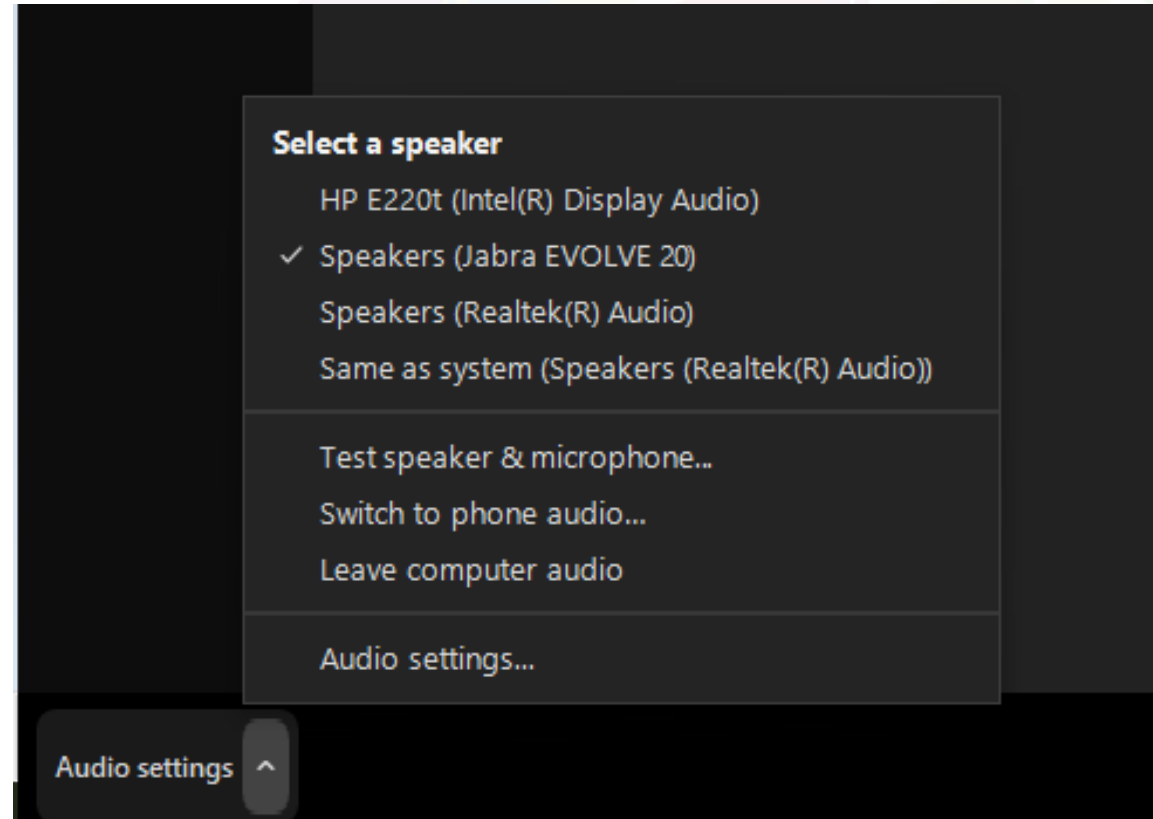 Select a speaker
HP E220t (Intel(R) Display Audio)
Speakers (Jabra EVOLVE 20)
Speakers (Realtek(R) Audio)
Same as system (Speakers (Realtek(R) Audio))
Test speaker & microphone...
Switch to phone audio...
Leave computer audio
Audio settings...
Audio settings